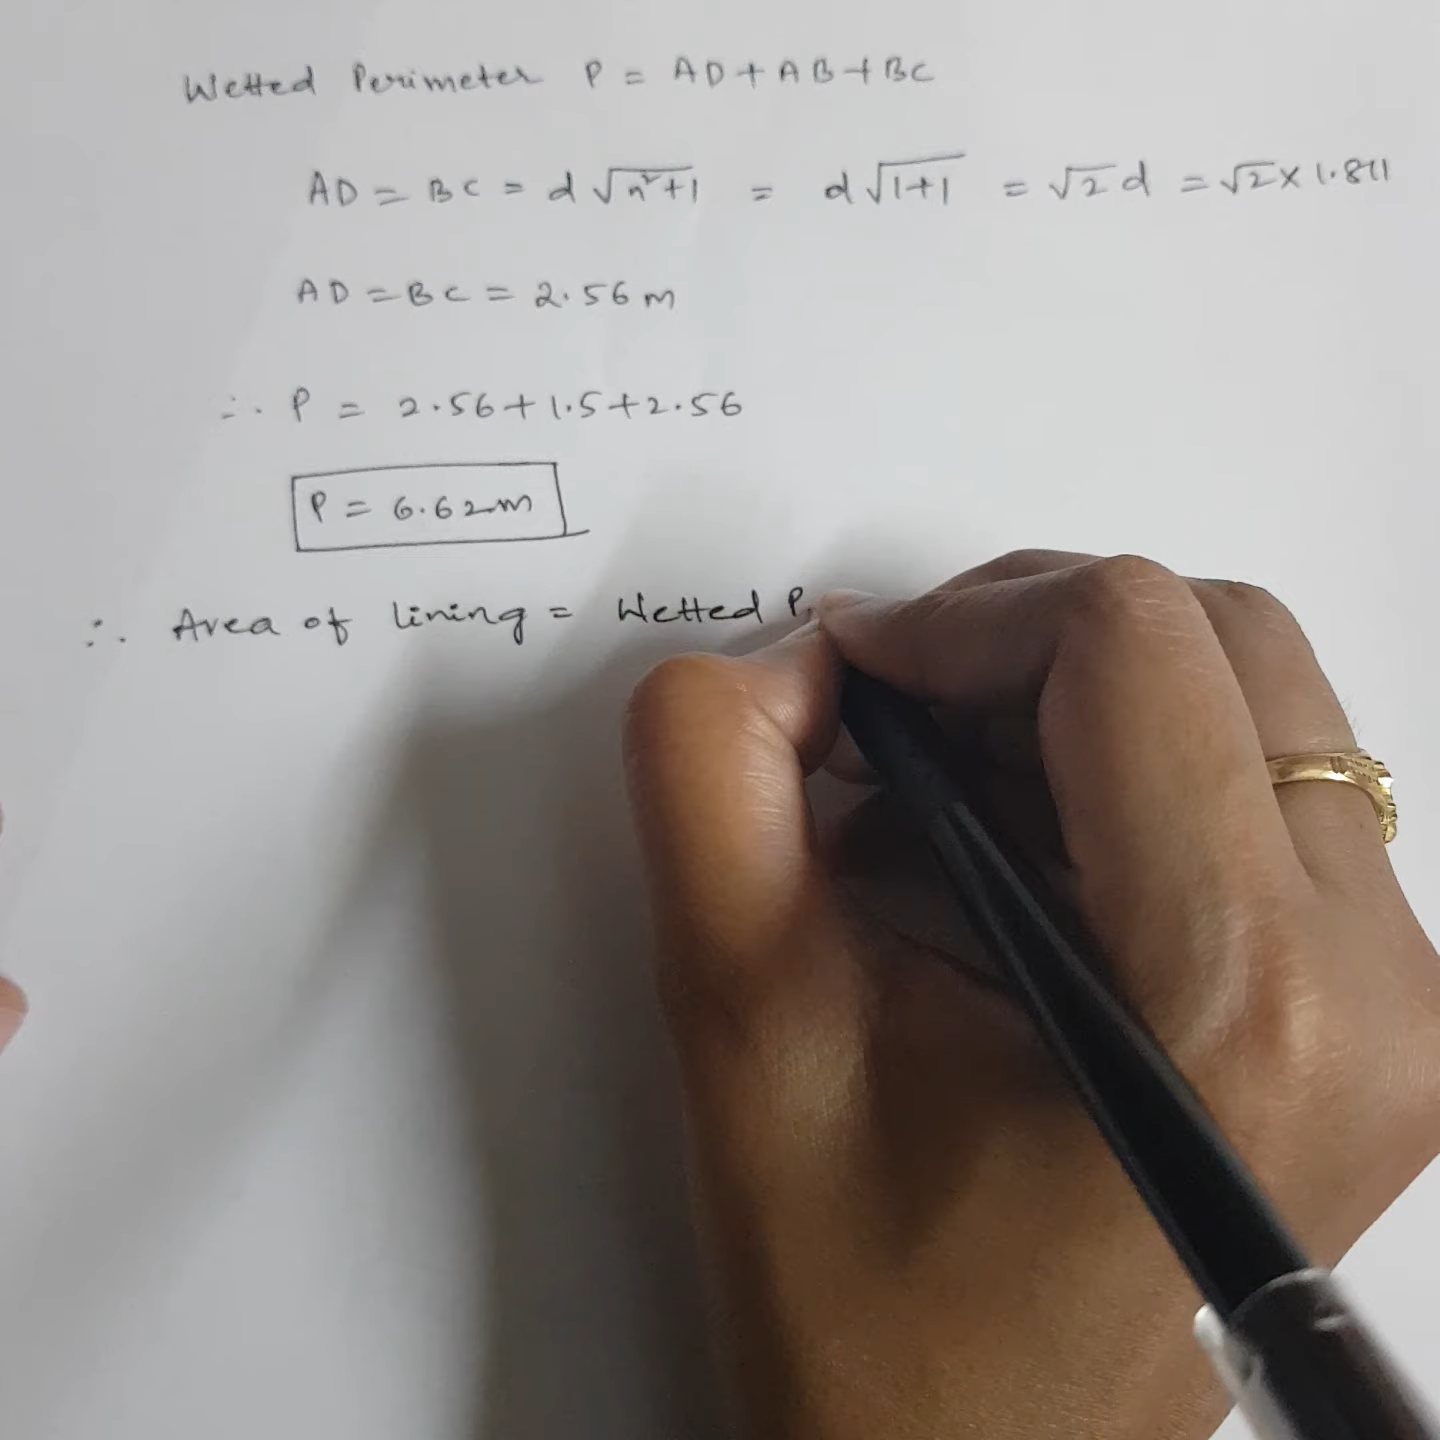 Wetted Perimeter P = AD + AB + BC
AD = BC = d √n²+1 = d √1+1 = √2 d = √2 × 1.811
AD = BC = 2.56 m
∴ P = 2.56 + 1.5 + 2.56
P = 6.62m
∴ Area of lining = Wetted P